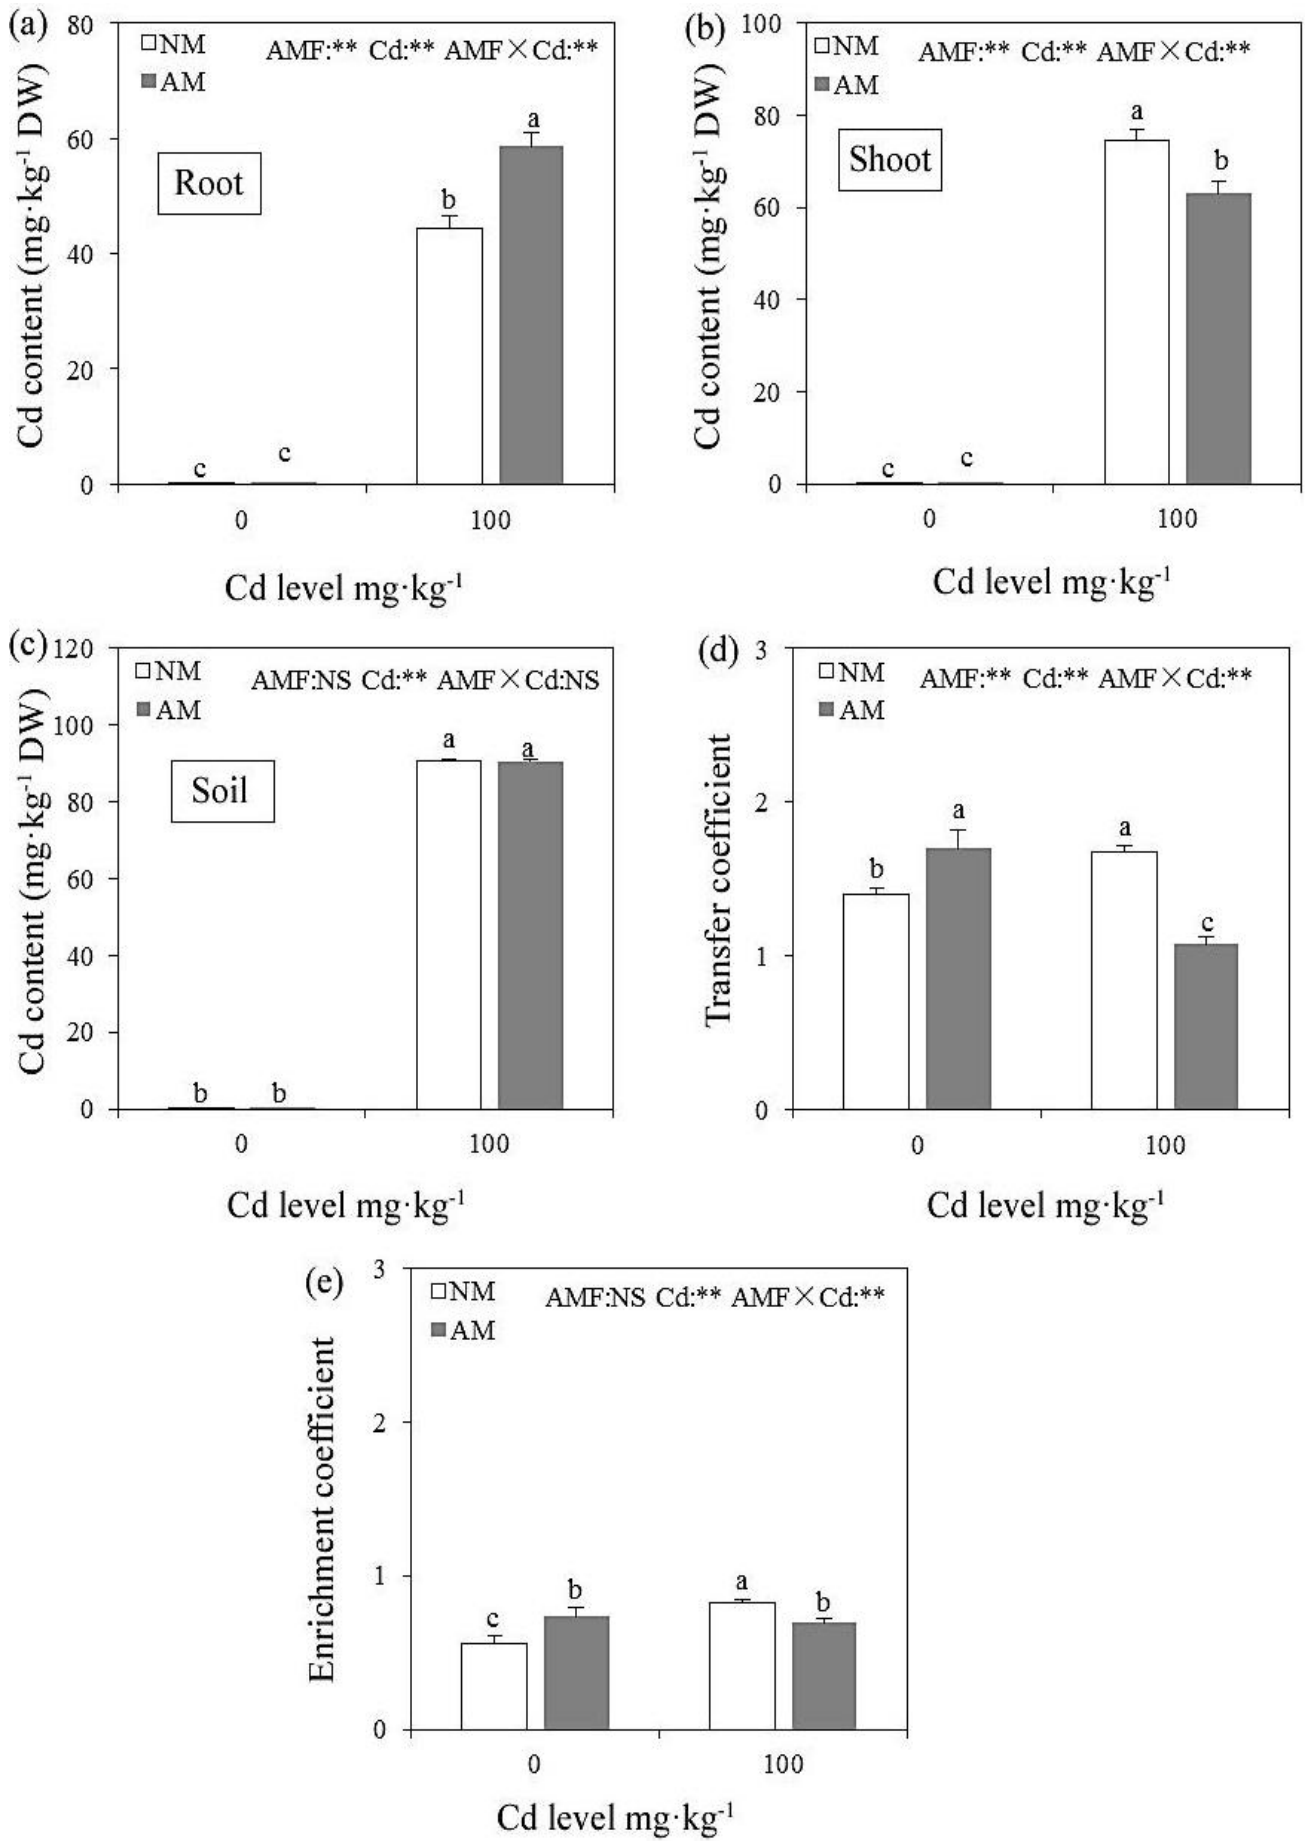 (a)
80
60
40
20
0
Cd content (mg·kg⁻¹ DW)
NM
AM
AMF:** Cd:** AMF×Cd:**
Root
c
c
b
a
0
100
Cd level mg·kg⁻¹
(b)
100
80
60
40
20
0
Cd content (mg·kg⁻¹ DW)
NM
AM
AMF:** Cd:** AMF×Cd:**
Shoot
c
c
a
b
0
100
Cd level mg·kg⁻¹
(c)
120
100
80
60
40
20
0
Cd content (mg·kg⁻¹ DW)
NM
AM
AMF:NS Cd:** AMF×Cd:NS
Soil
b
b
a
a
0
100
Cd level mg·kg⁻¹
(d)
3
2
1
0
Transfer coefficient
NM
AM
AMF:** Cd:** AMF×Cd:**
b
a
a
c
0
100
Cd level mg·kg⁻¹
(e)
3
2
1
0
Enrichment coefficient
NM
AM
AMF:NS Cd:** AMF×Cd:**
c
b
a
b
0
100
Cd level mg·kg⁻¹